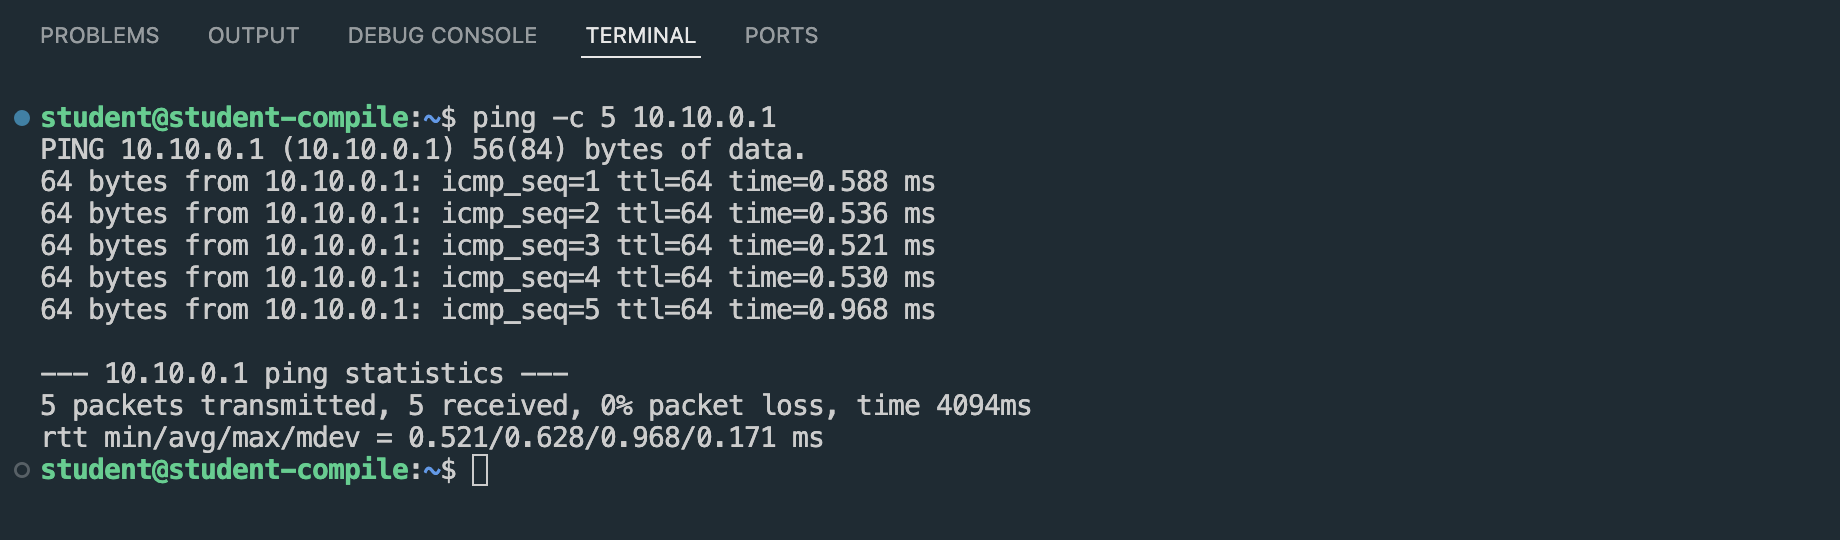 PROBLEMS OUTPUT DEBUG CONSOLE TERMINAL PORTS
student@student-compile:~$ ping -c 5 10.10.0.1
PING 10.10.0.1 (10.10.0.1) 56(84) bytes of data.
64 bytes from 10.10.0.1: icmp_seq=1 ttl=64 time=0.588 ms
64 bytes from 10.10.0.1: icmp_seq=2 ttl=64 time=0.536 ms
64 bytes from 10.10.0.1: icmp_seq=3 ttl=64 time=0.521 ms
64 bytes from 10.10.0.1: icmp_seq=4 ttl=64 time=0.530 ms
64 bytes from 10.10.0.1: icmp_seq=5 ttl=64 time=0.968 ms
--- 10.10.0.1 ping statistics ---
5 packets transmitted, 5 received, 0% packet loss, time 4094ms
rtt min/avg/max/mdev = 0.521/0.628/0.968/0.171 ms
student@student-compile:~$